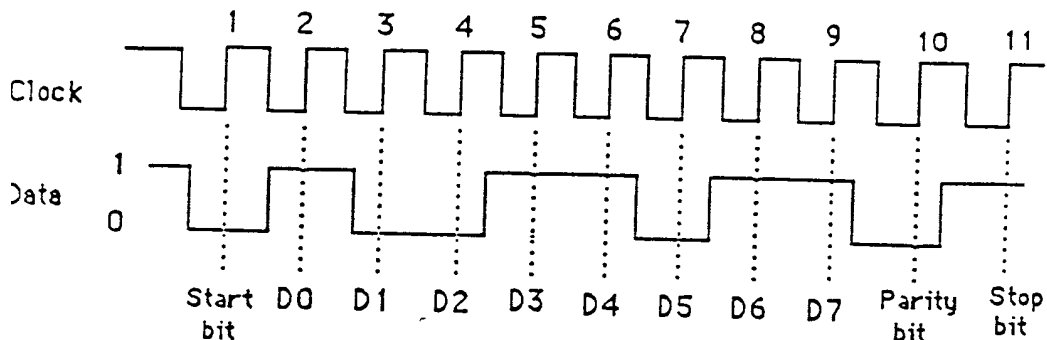 1 2 3 4 5 6 7 8 9 10 11
Clock
1
Data
0
Start bit
D0 D1 D2 D3 D4 D5 D6 D7
Parity bit
Stop bit